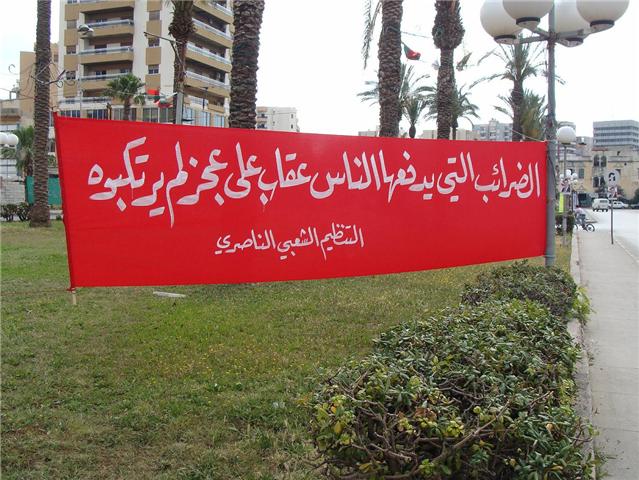 الضرائب التي يدفعها الناس عقاب على عجز لم يرتكبوه
التنظيم الشعبي الناصري